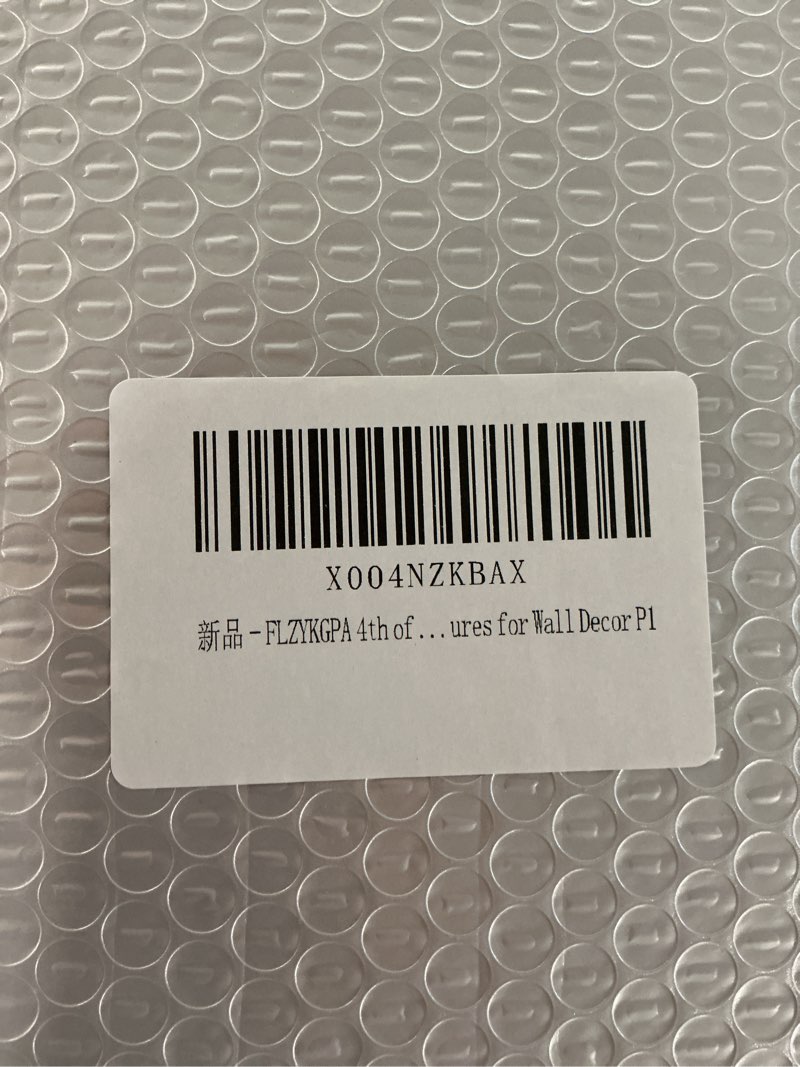 X004NZKBAX
新品 - FLZYKGPA 4th of ... ures for Wall Decor P1